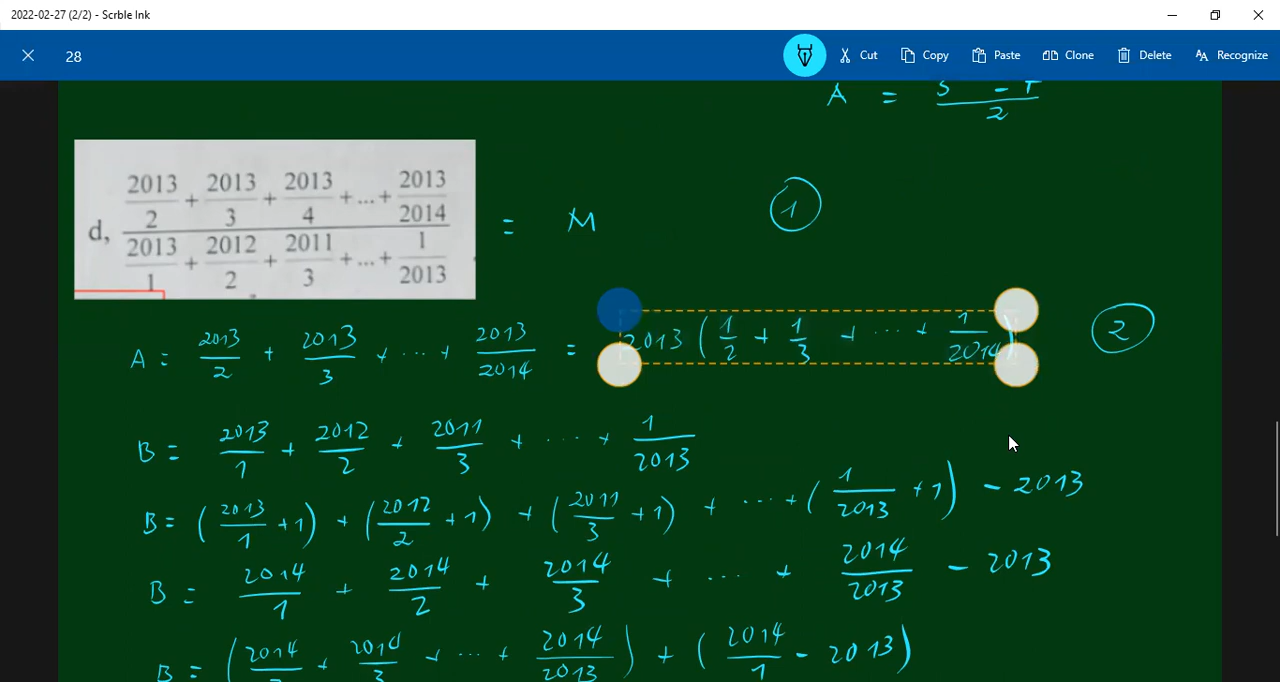 2022-02-27 (2/2) - Scrble Ink
28 Cut Copy Paste Clone Delete Recognize
A =
2
d, 2013/2 + 2013/3 + 2013/4 + ... + 2013/2014
2013/1 + 2012/2 + 2011/3 + ... + 1/2013
= M
1
A = 2013/2 + 2013/3 + ... + 2013/2014 = 2013 (1/2 + 1/3 + ... + 1/2014)
2
B = 2013/1 + 2012/2 + 2011/3 + ... + 1/2013
B = (2013/1 + 1) + (2012/2 + 1) + (2011/3 + 1) + ... + (1/2013 + 1) - 2013
B = 2014/1 + 2014/2 + 2014/3 + ... + 2014/2013 - 2013
B = (2014/ + 2014/3 + ... + 2014/2013) + (2014/1 - 2013)